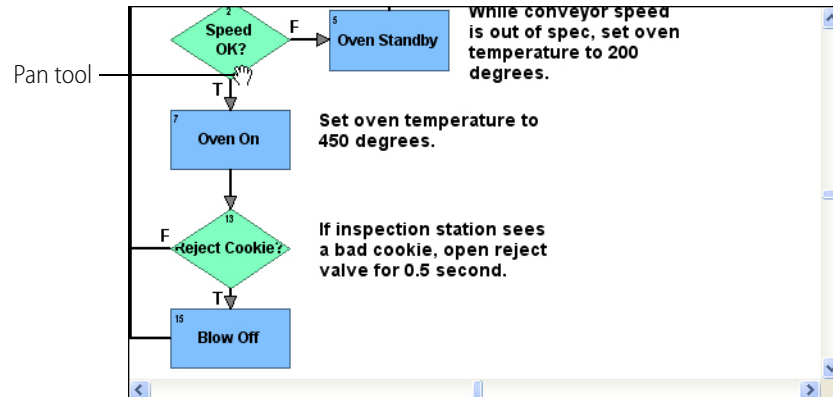 2
Speed
OK?
F
5
Oven Standby
While conveyor speed
is out of spec, set oven
temperature to 200
degrees.
Pan tool
T
7
Oven On
Set oven temperature to
450 degrees.
13
Reject Cookie?
F
If inspection station sees
a bad cookie, open reject
valve for 0.5 second.
T
15
Blow Off